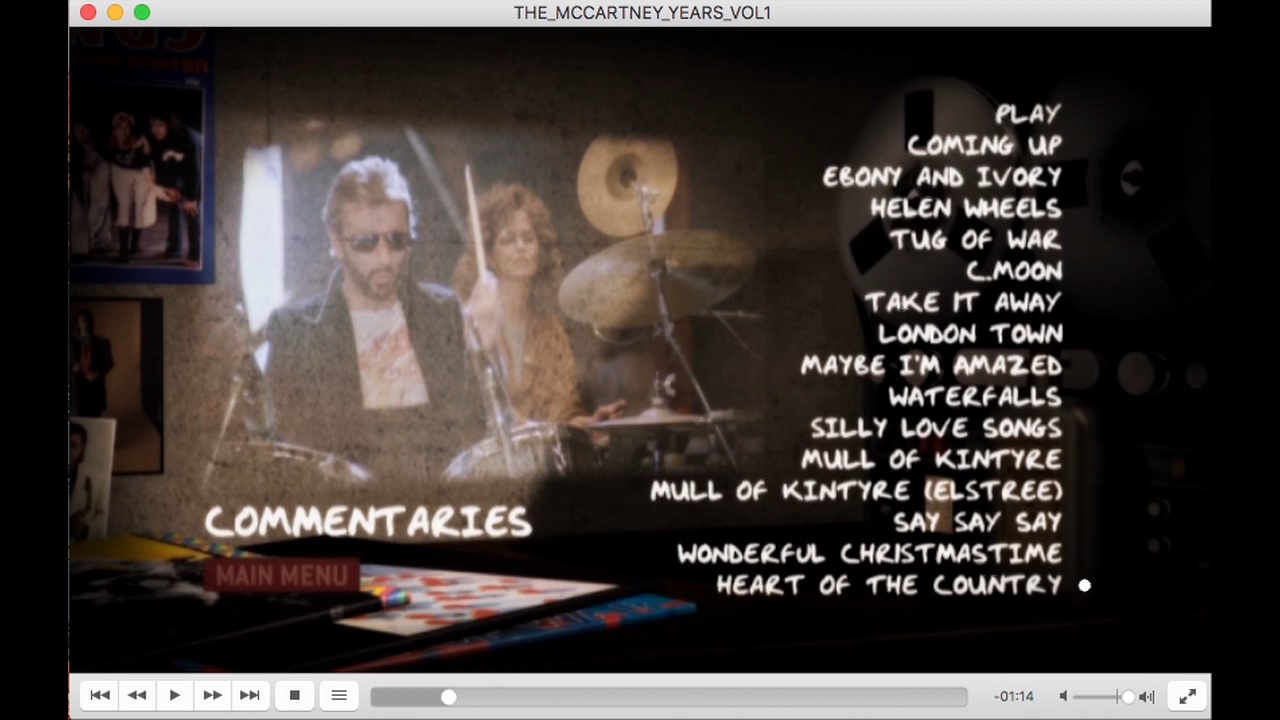 THE_MCCARTNEY_YEARS_VOL1
NGS
POSTER
PLAY
COMING UP
EBONY AND IVORY
HELEN WHEELS
TUG OF WAR
C.MOON
TAKE IT AWAY
LONDON TOWN
MAYBE I'M AMAZED
WATERFALLS
SILLY LOVE SONGS
MULL OF KINTYRE
MULL OF KINTYRE (ELSTREE)
SAY SAY SAY
WONDERFUL CHRISTMASTIME
HEART OF THE COUNTRY
COMMENTARIES
MAIN MENU
-01:14